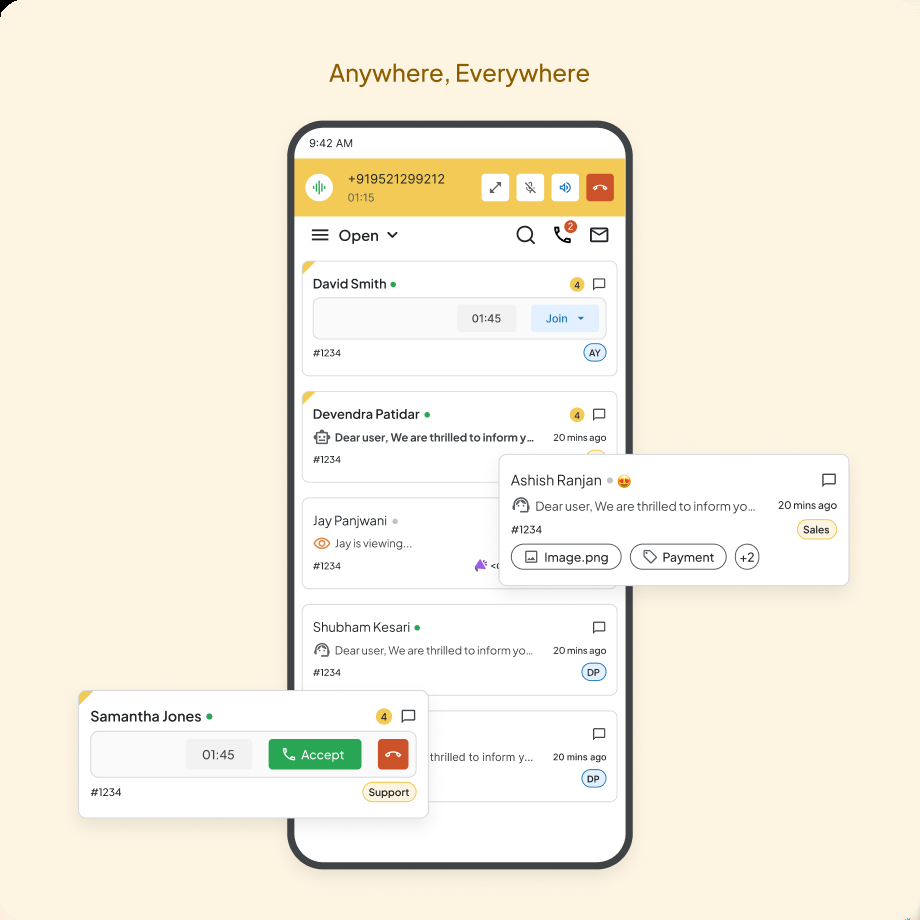 Anywhere, Everywhere
9:42 AM
+919521299212
01:15
Open
2
David Smith
4
01:45
Join
#1234
AY
Devendra Patidar
4
Dear user, We are thrilled to inform y...
20 mins ago
#1234
Ashish Ranjan
Dear user, We are thrilled to inform yo...
20 mins ago
#1234
Sales
Image.png
Payment
+2
Jay Panjwani
Jay is viewing...
#1234
Shubham Kesari
Dear user, We are thrilled to inform yo...
20 mins ago
#1234
DP
Samantha Jones
4
01:45
Accept
#1234
Support
thrilled to inform y...
20 mins ago
DP